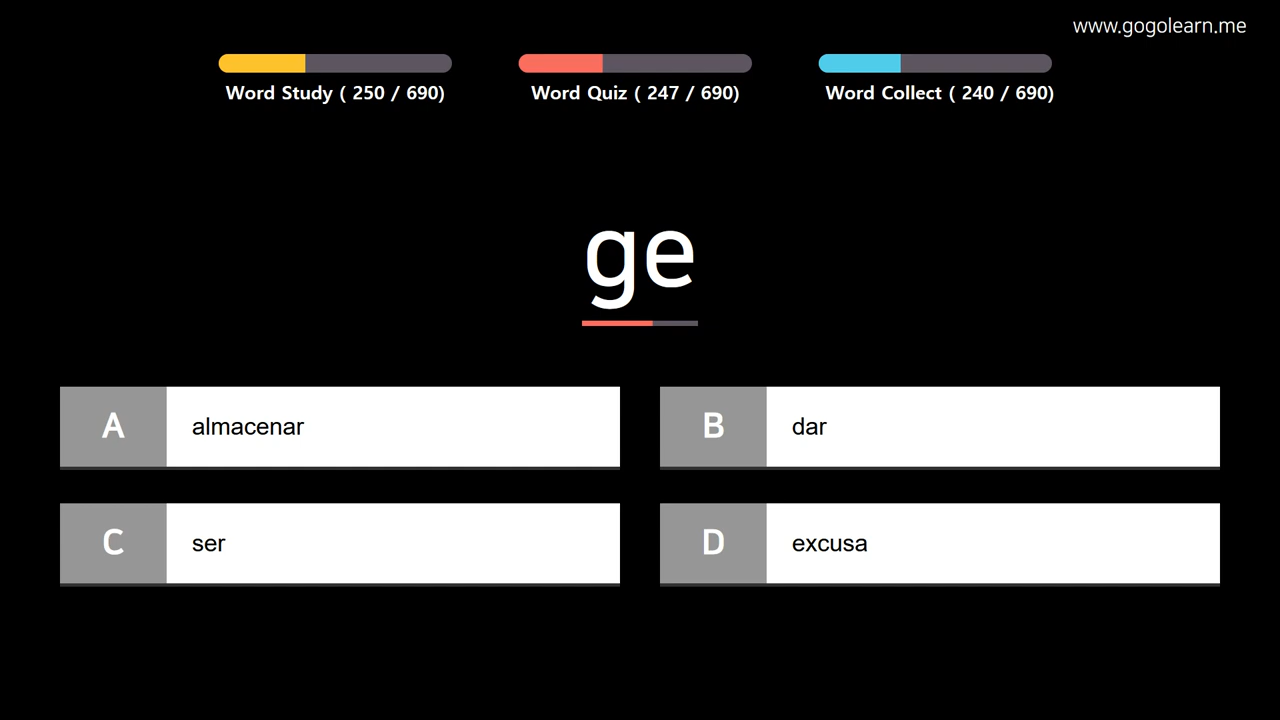 www.gogolearn.me
Word Study ( 250 / 690)
Word Quiz ( 247 / 690)
Word Collect ( 240 / 690)
ge
A almacenar
B dar
C ser
D excusa